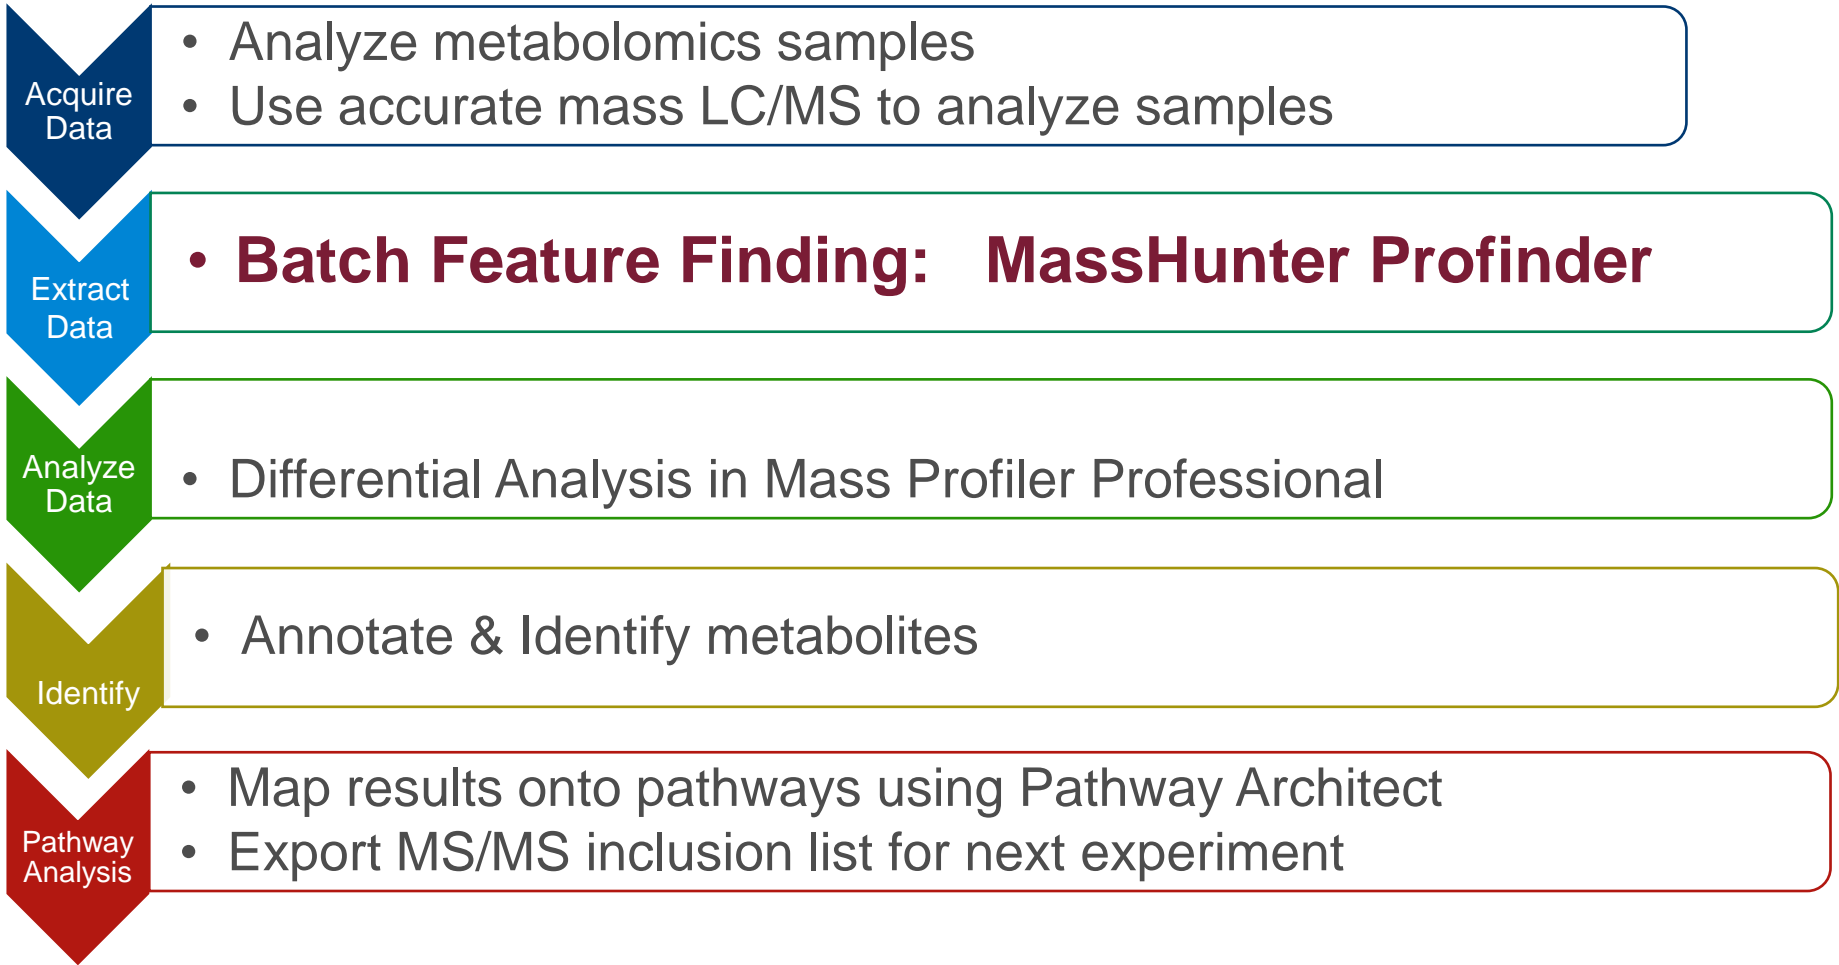 Acquire
Data
• Analyze metabolomics samples
• Use accurate mass LC/MS to analyze samples
Extract
Data
• Batch Feature Finding: MassHunter Profinder
Analyze
Data
• Differential Analysis in Mass Profiler Professional
Identify
• Annotate & Identify metabolites
Pathway
Analysis
• Map results onto pathways using Pathway Architect
• Export MS/MS inclusion list for next experiment